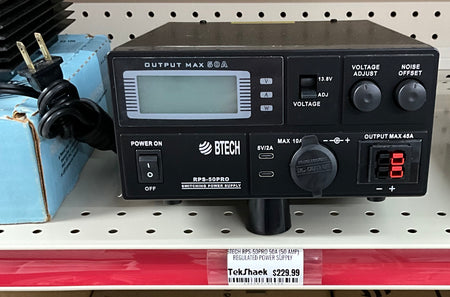 OUTPUT MAX 50A
V
A
W
13.8V
ADJ
VOLTAGE
VOLTAGE
ADJUST
NOISE
OFFSET
POWER ON
I
OFF
BTECH
RPS-50PRO
SWITCHING POWER SUPPLY
5V/2A
MAX 10A
- +
OUTPUT MAX 45A
- +
BTECH RPS-50PRO 50A (50 AMP)
REGULATED POWER SUPPLY
TekShack $229.99